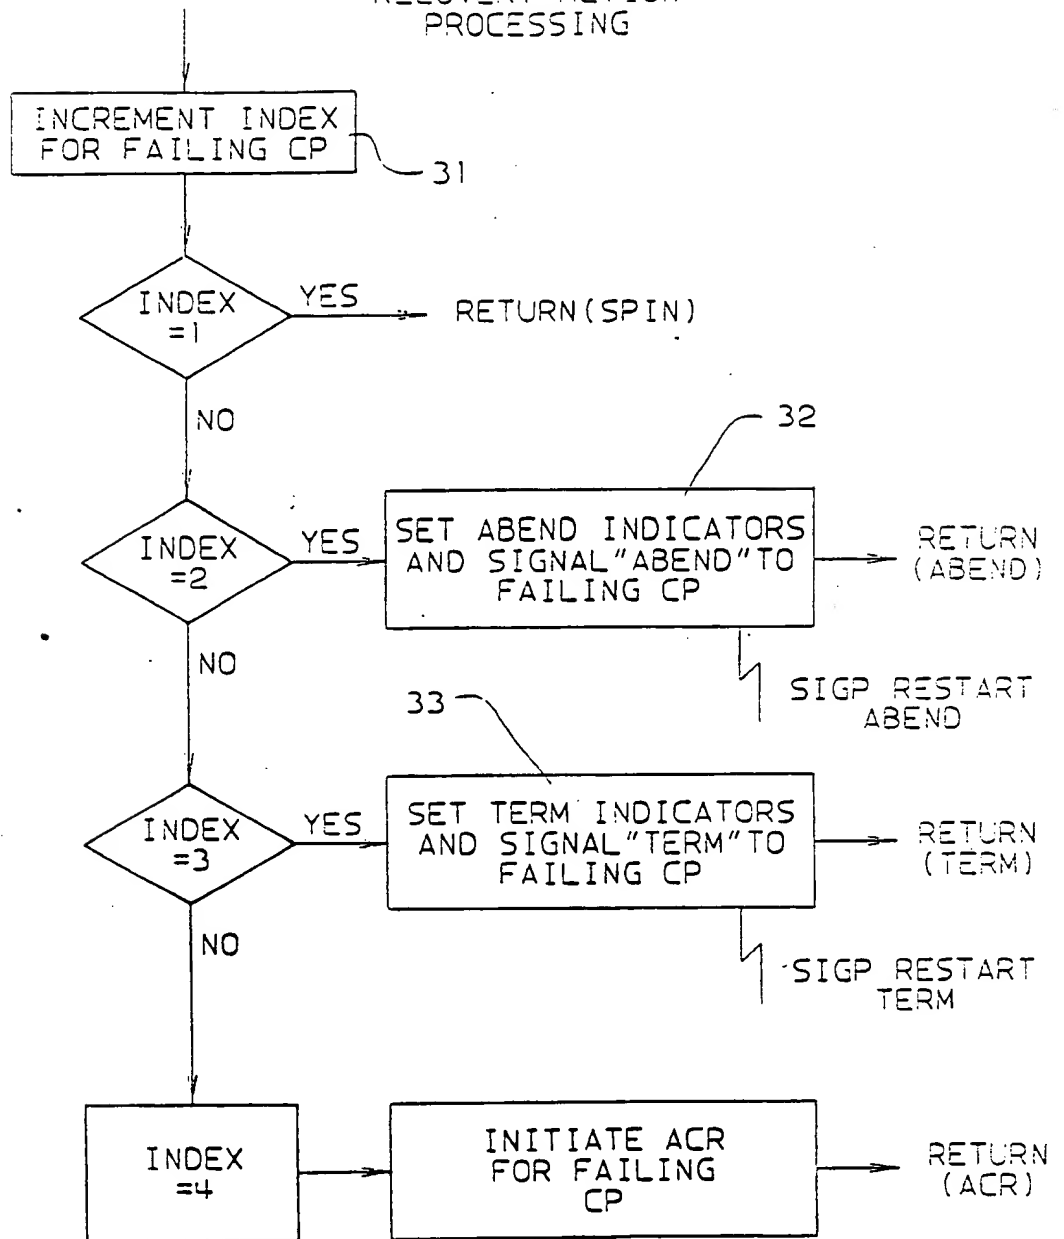 RECOVERY ACTION
PROCESSING
INCREMENT INDEX
FOR FAILING CP
31
INDEX
=1
YES
RETURN(SPIN)
NO
32
INDEX
=2
YES
SET ABEND INDICATORS
AND SIGNAL"ABEND"TO
FAILING CP
RETURN
(ABEND)
NO
SIGP RESTART
ABEND
33
INDEX
=3
YES
SET TERM INDICATORS
AND SIGNAL"TERM"TO
FAILING CP
RETURN
(TERM)
NO
SIGP RESTART
TERM
INDEX
=4
INITIATE ACR
FOR FAILING
CP
RETURN
(ACR)